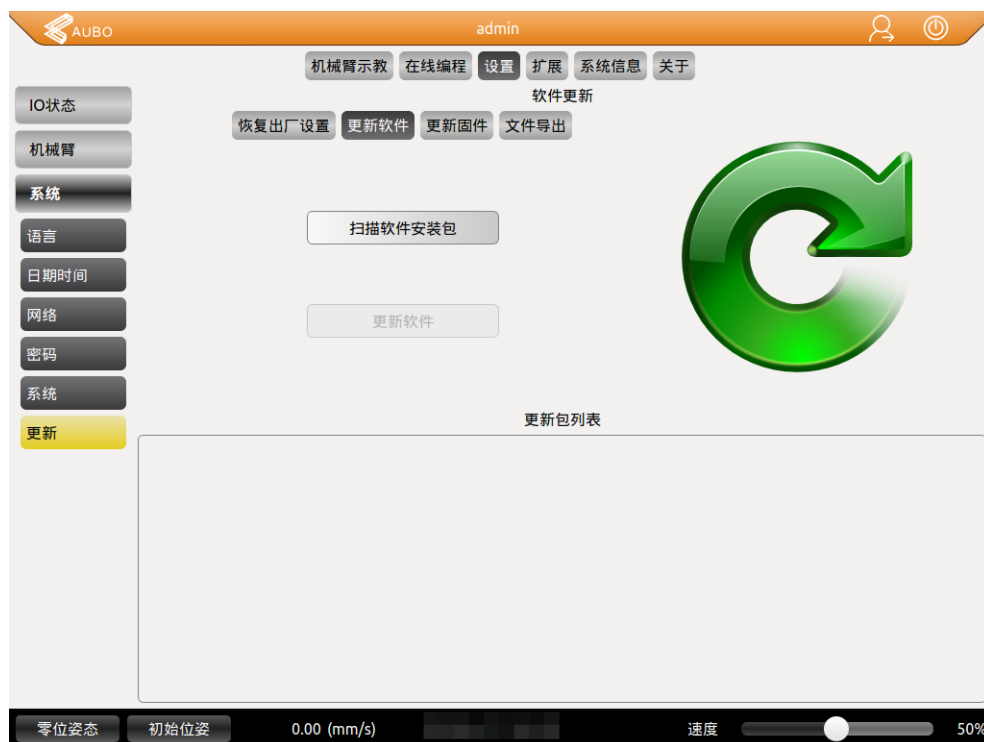 AUBO admin
机械臂示教 在线编程 设置 扩展 系统信息 关于
软件更新
IO状态
恢复出厂设置 更新软件 更新固件 文件导出
机械臂
系统
扫描软件安装包
语言
日期时间
网络
更新软件
密码
系统
更新包列表
更新
零位姿态 初始位姿 0.00 (mm/s) 速度 50%